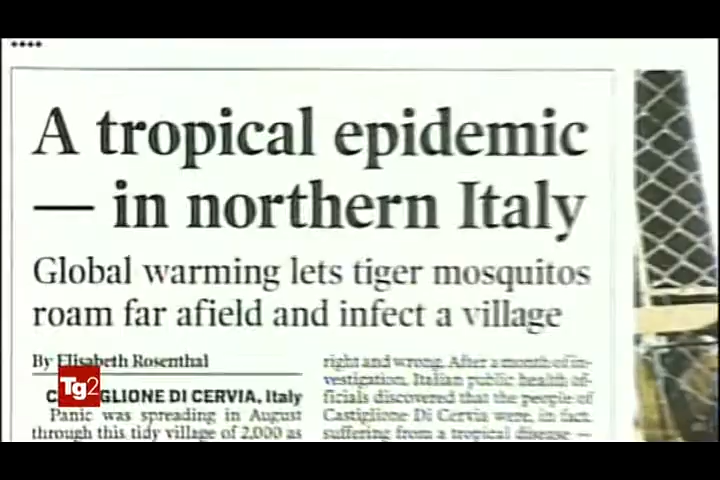 A tropical epidemic
— in northern Italy
Global warming lets tiger mosquitos
roam far afield and infect a village
By Elisabeth Rosenthal
GLIONE DI CERVIA, Italy
Panic was spreading in August
through this tidy village of 2,000 as
right and wrong. After a month of in-
vestigation, Italian public health of-
ficials discovered that the people of
Castiglione Di Cervia were, in fact,
suffering from a tropical disease —
Tg2